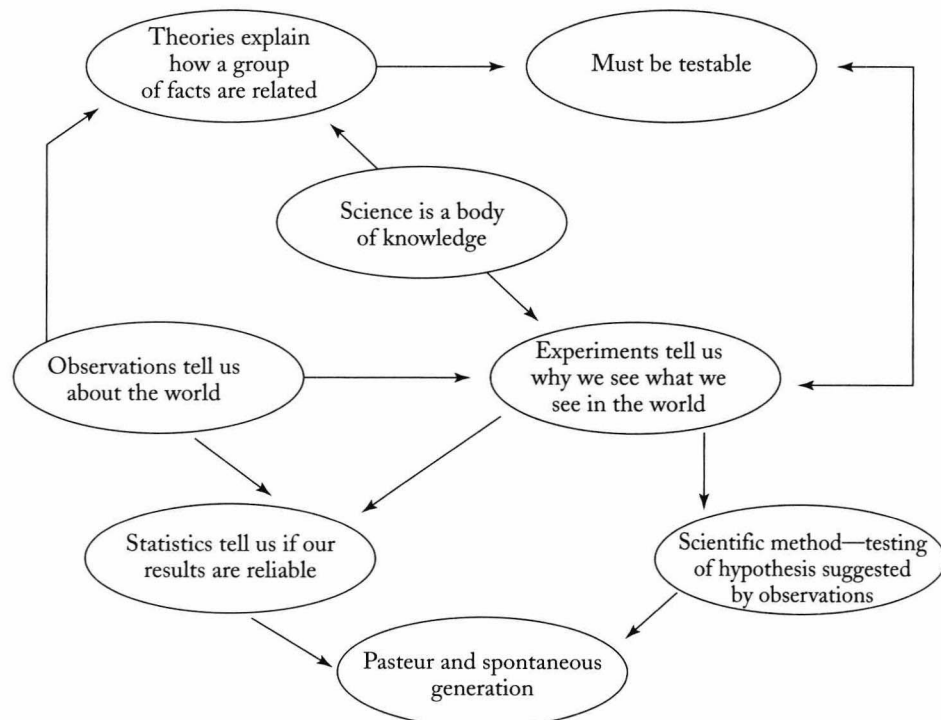 Theories explain
how a group
of facts are related
Must be testable
Science is a body
of knowledge
Observations tell us
about the world
Experiments tell us
why we see what we
see in the world
Statistics tell us if our
results are reliable
Scientific method—testing
of hypothesis suggested
by observations
Pasteur and spontaneous
generation